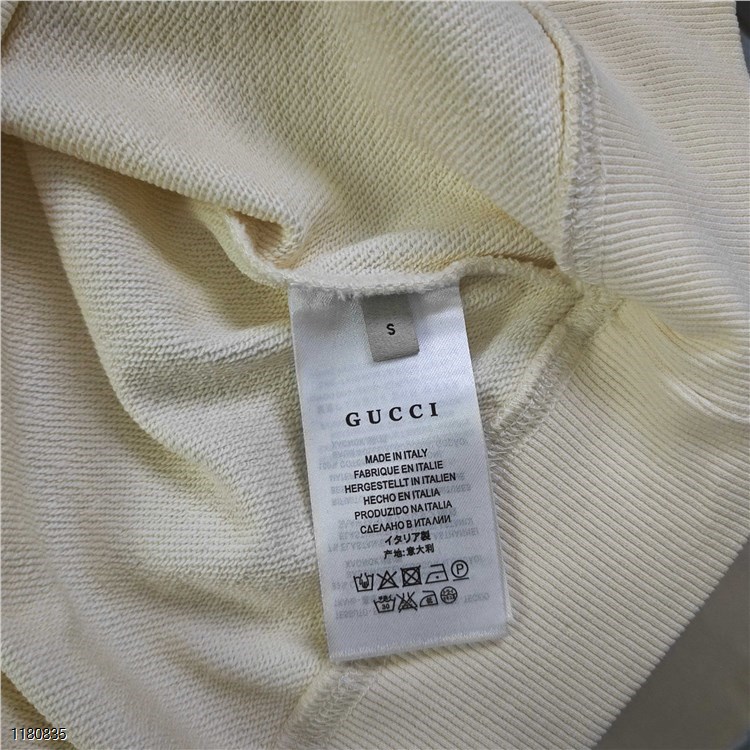 S
GUCCI
MADE IN ITALY
FABRIQUE EN ITALIE
HERGESTELLT IN ITALIEN
HECHO EN ITALIA
PRODUZIDO NA ITALIA
СДЕЛАНО В ИТАЛИИ
イタリア製
产地:意大利
P
30
1180835